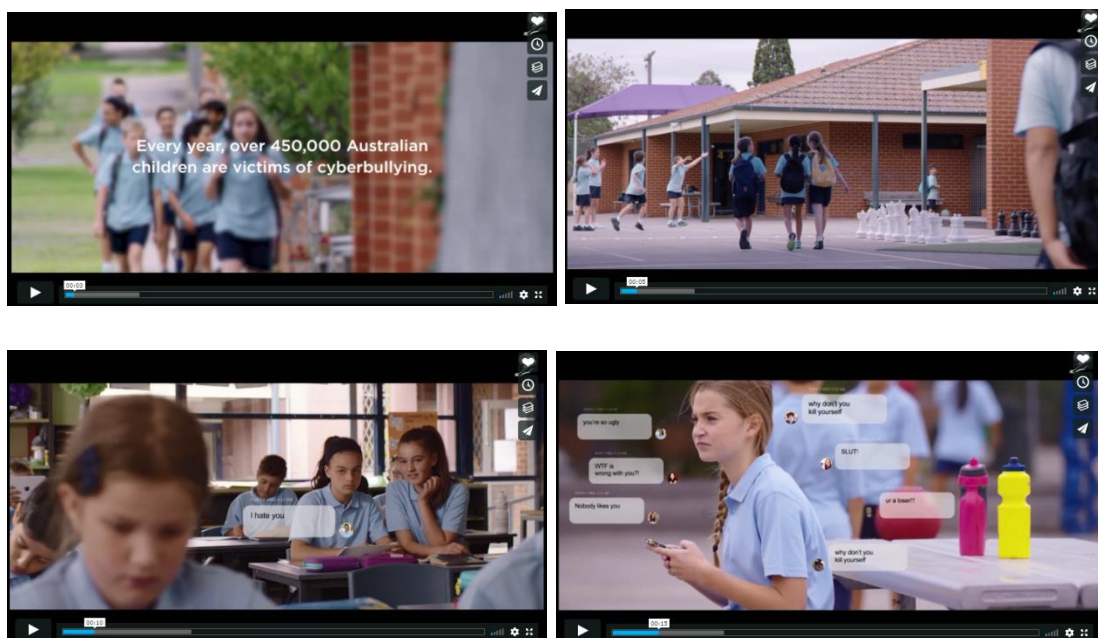 Every year, over 450,000 Australian
children are victims of cyberbullying.
00:03
00:05
I hate you
00:10
why don't you
kill yourself
you're so ugly
SLUT!
WTF is
wrong with you?!
ur a loser!?
Nobody likes you
why don't you
kill yourself
00:15